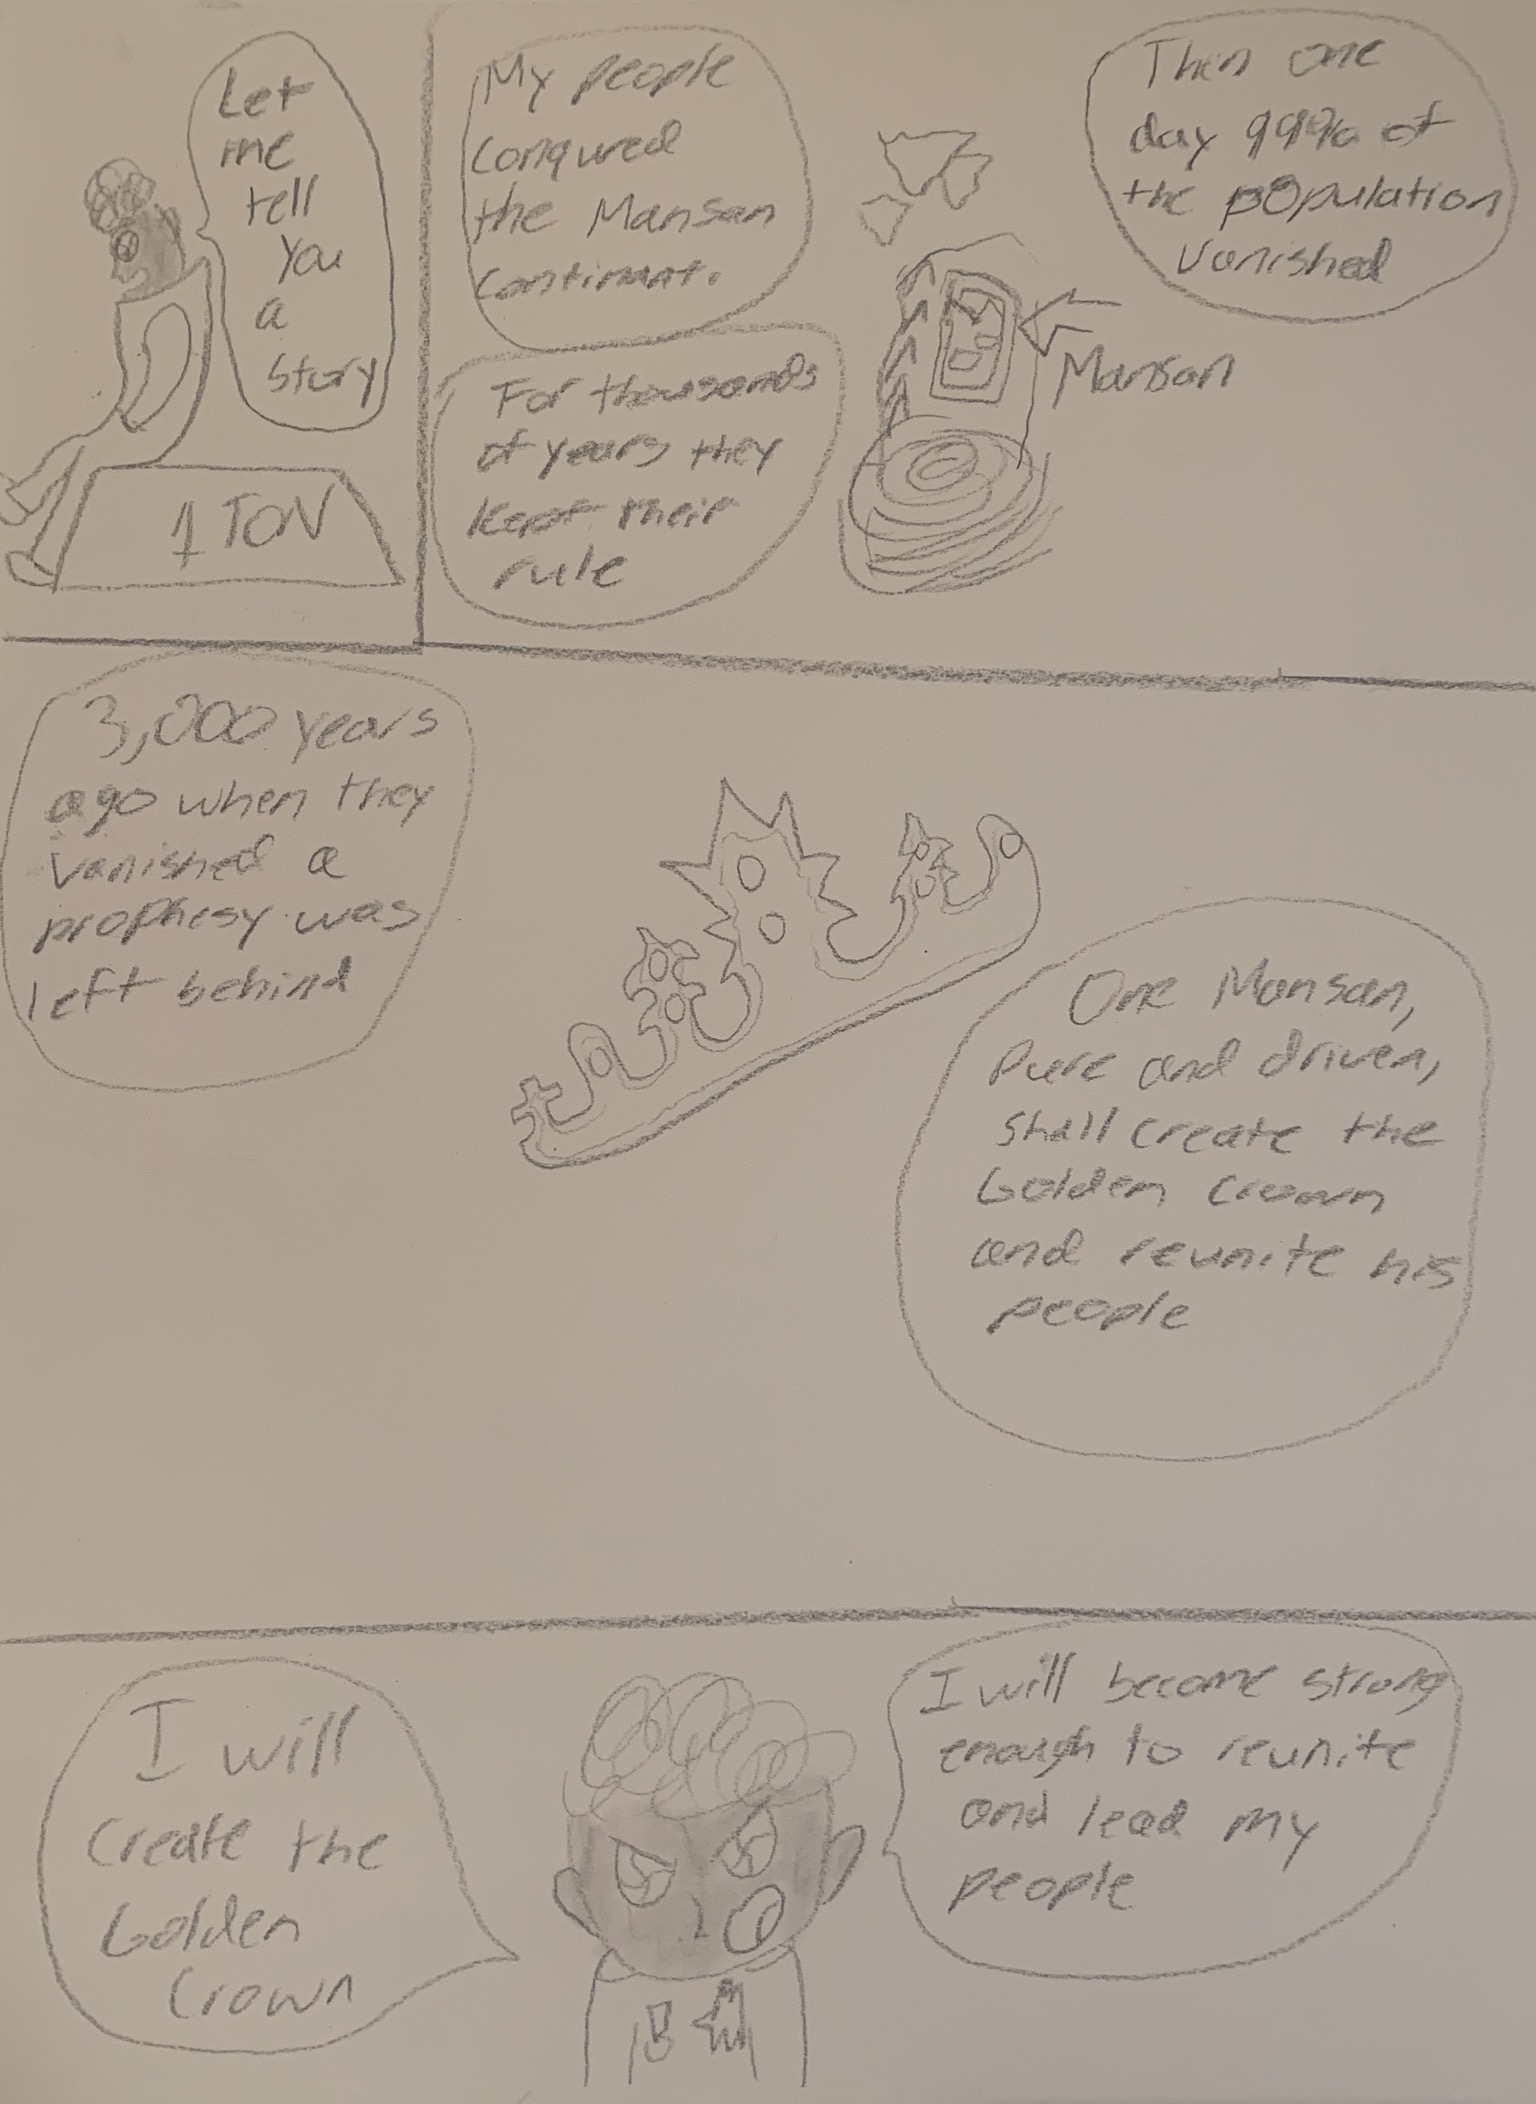 Let
me
tell
you
a
story
1 TON
My people
conqured
the Mansan
continant.
For thousands
of years they
kept their
rule
Then one
day 99% of
the population
vanished
Mansan
3,000 years
ago when they
vanished a
prophesy was
left behind
One Mansan,
Pure and driven,
shall create the
Golden Crown
and reunite his
people
I will
create the
Golden
Crown
I will become strong
enough to reunite
and lead my
people